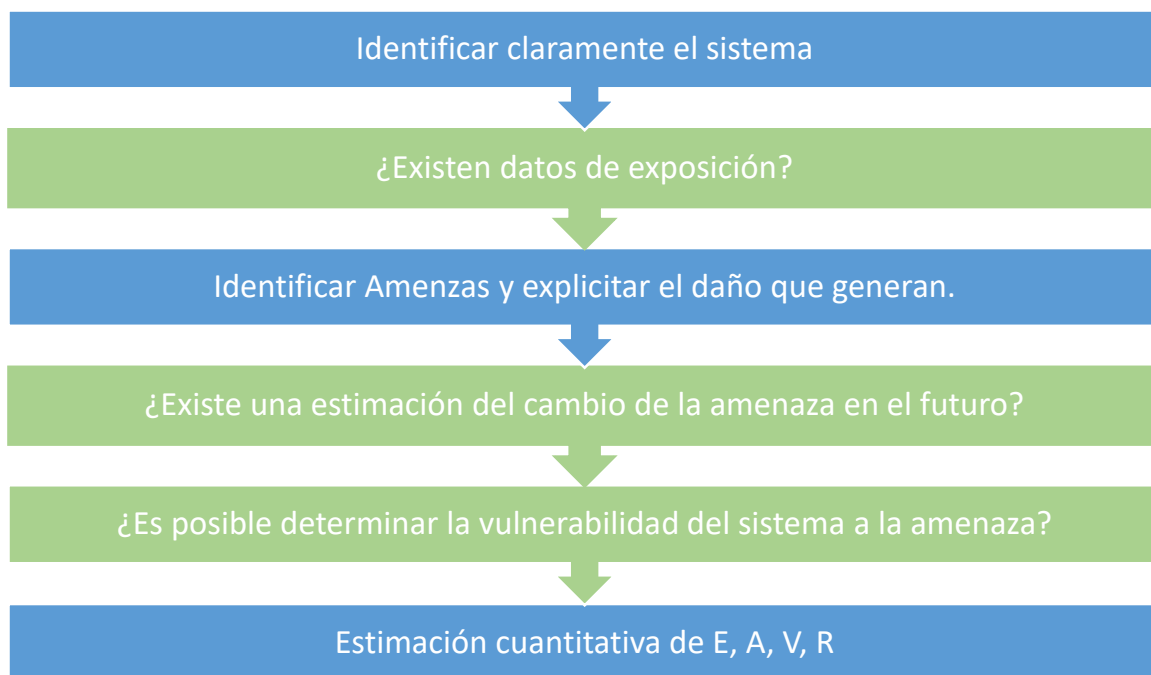 Identificar claramente el sistema
¿Existen datos de exposición?
Identificar Amenzas y explicitar el daño que generan.
¿Existe una estimación del cambio de la amenaza en el futuro?
¿Es posible determinar la vulnerabilidad del sistema a la amenaza?
Estimación cuantitativa de E, A, V, R